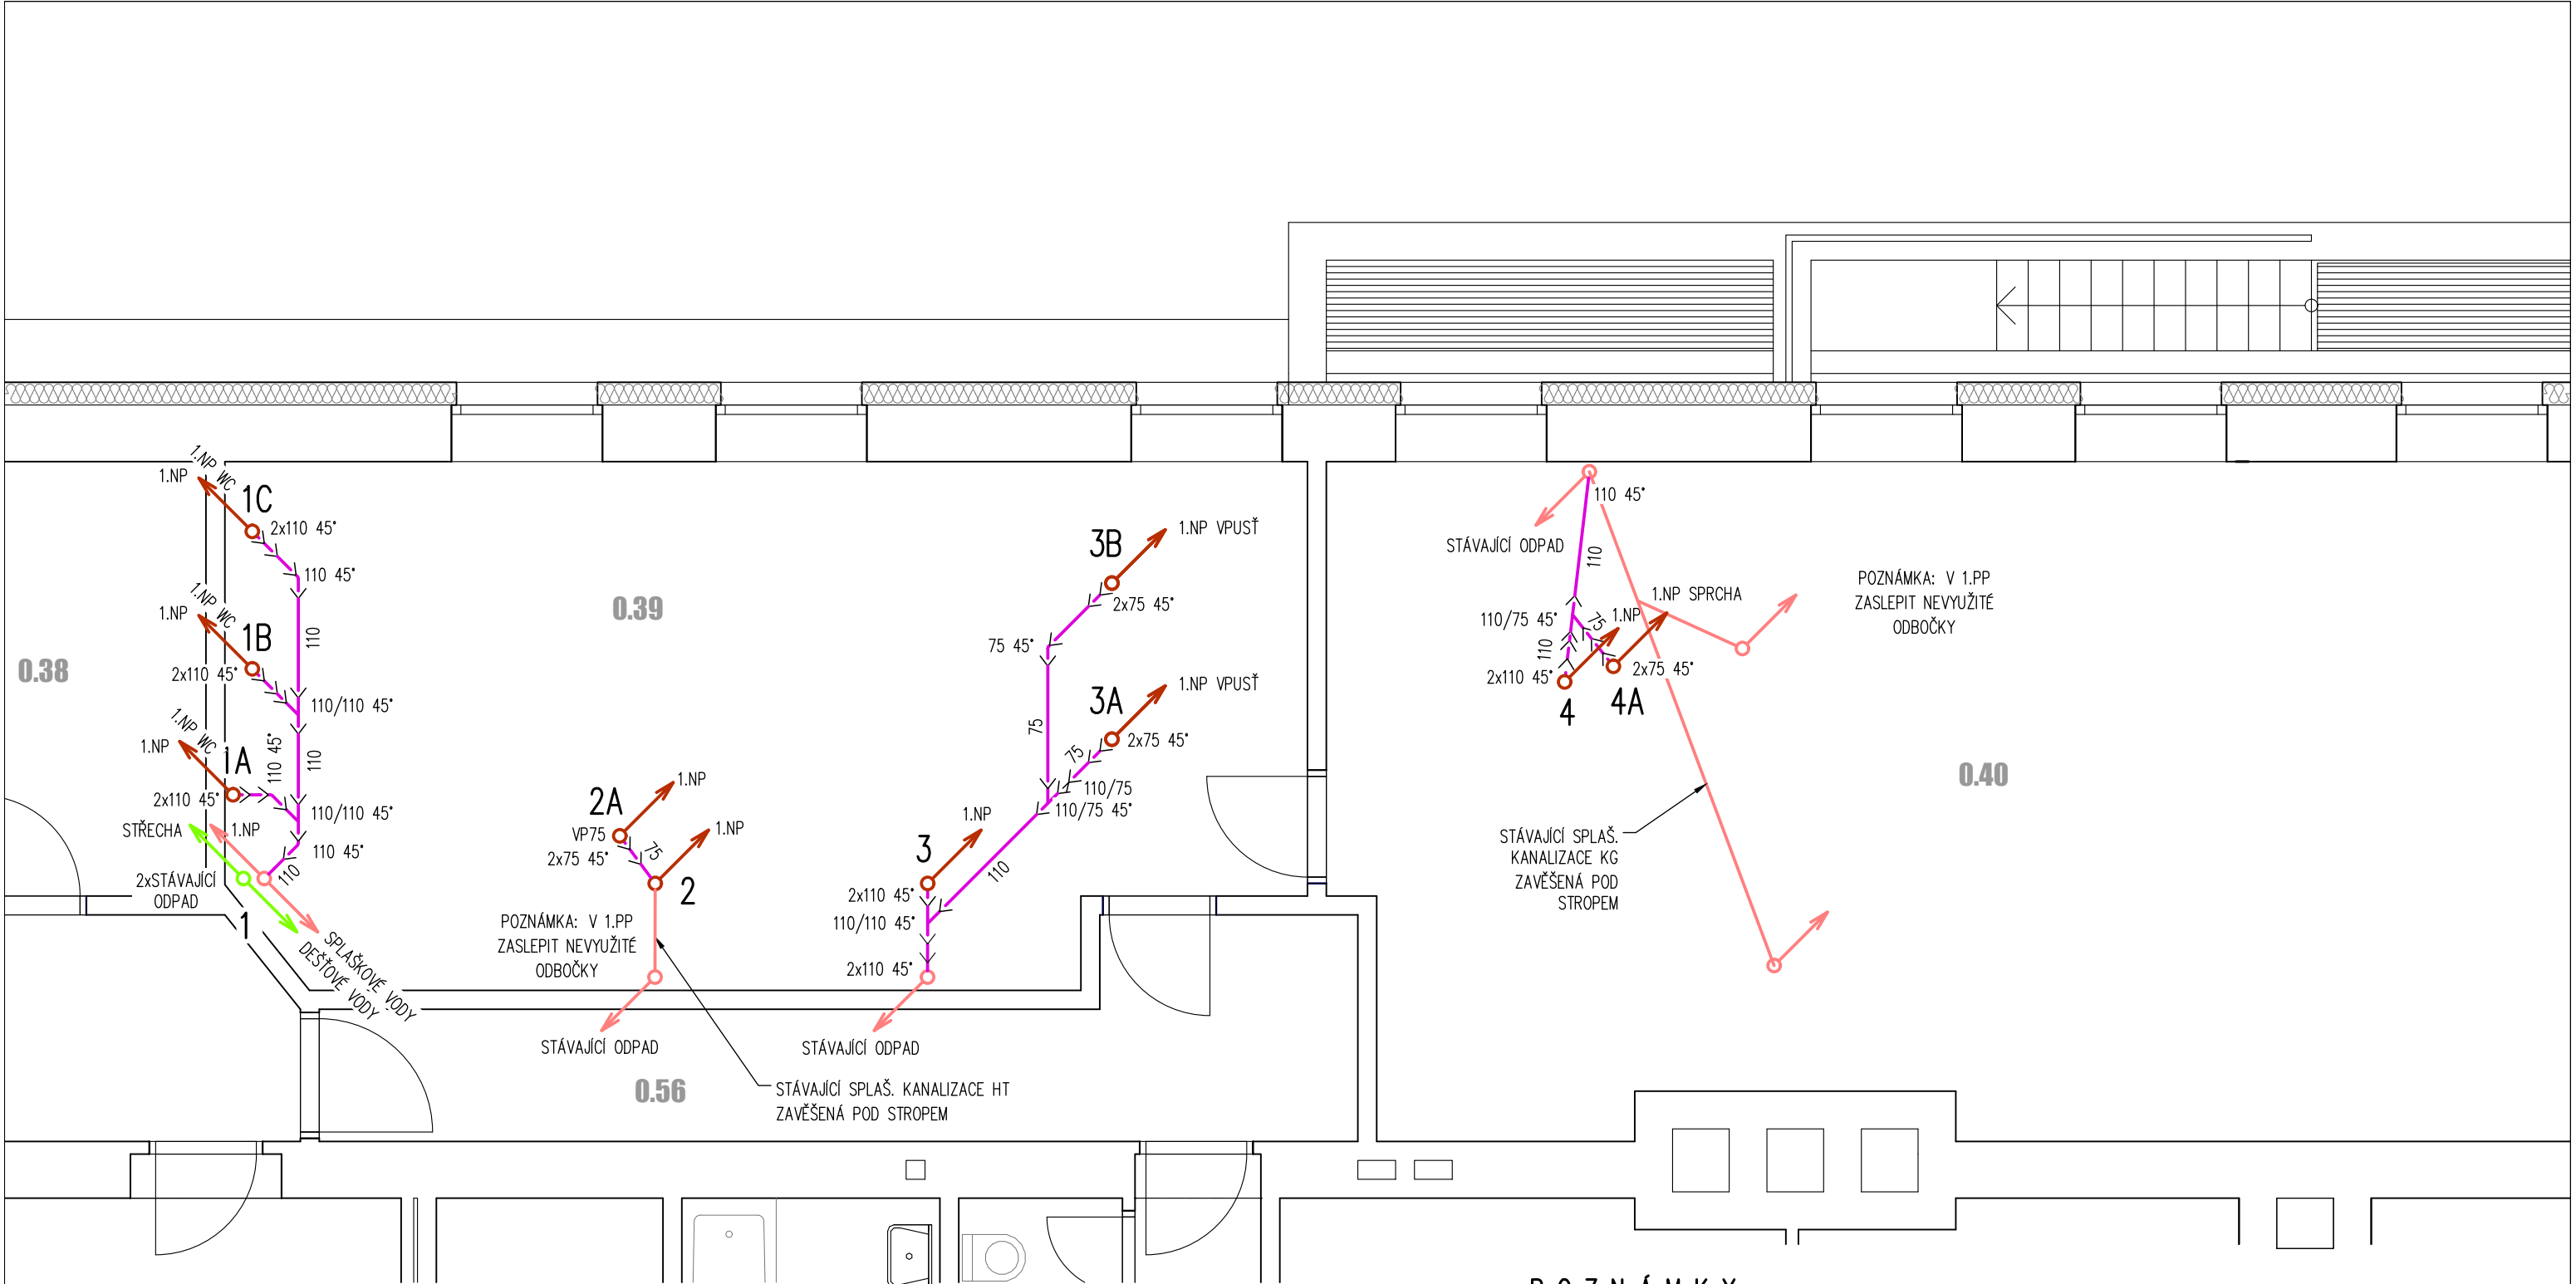 1.NP WC
1.NP
1C
2x110 45°
110 45°
110
1.NP WC
1.NP
1B
2x110 45°
110/110 45°
110 45°
110
1.NP WC
1.NP
1A
2x110 45°
110/110 45°
STŘECHA
1.NP
110 45°
110
2xSTÁVAJÍCÍ
ODPAD
1
SPLAŠKOVÉ VODY
DEŠŤOVÉ VODY
0.38
0.39
2A
1.NP
VP75
2x75 45°
75
1.NP
2
POZNÁMKA: V 1.PP
ZASLEPIT NEVYUŽITÉ
ODBOČKY
STÁVAJÍCÍ ODPAD
0.56
STÁVAJÍCÍ SPLAŠ. KANALIZACE HT
ZAVĚŠENÁ POD STROPEM
3B
1.NP VPUSŤ
2x75 45°
75 45°
75
3A
1.NP VPUSŤ
2x75 45°
75
110/75
110/75 45°
110
3
1.NP
2x110 45°
110/110 45°
2x110 45°
STÁVAJÍCÍ ODPAD
110 45°
STÁVAJÍCÍ ODPAD
110
1.NP SPRCHA
1.NP
110/75 45°
75
110
2x110 45°
2x75 45°
4
4A
POZNÁMKA: V 1.PP
ZASLEPIT NEVYUŽITÉ
ODBOČKY
0.40
STÁVAJÍCÍ SPLAŠ.
KANALIZACE KG
ZAVĚŠENÁ POD
STROPEM
POZNÁMKY